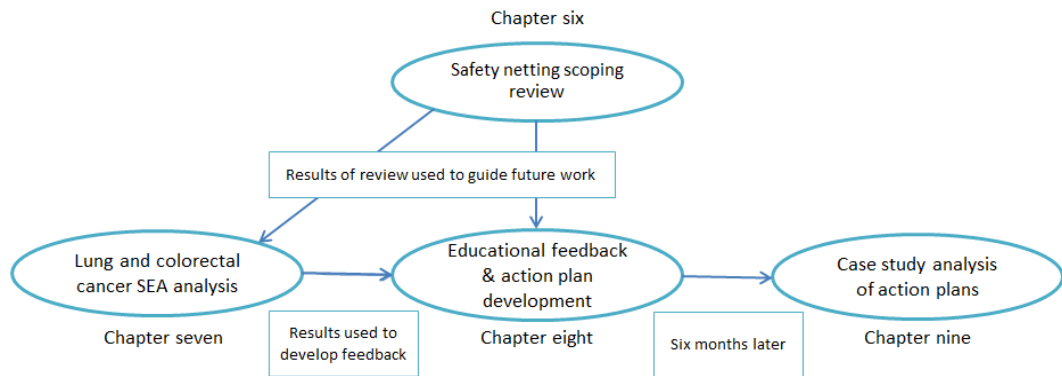 Chapter six
Safety netting scoping
review
Results of review used to guide future work
Lung and colorectal
cancer SEA analysis
Educational feedback
& action plan
development
Case study analysis
of action plans
Chapter seven
Results used to
develop feedback
Chapter eight
Six months later
Chapter nine